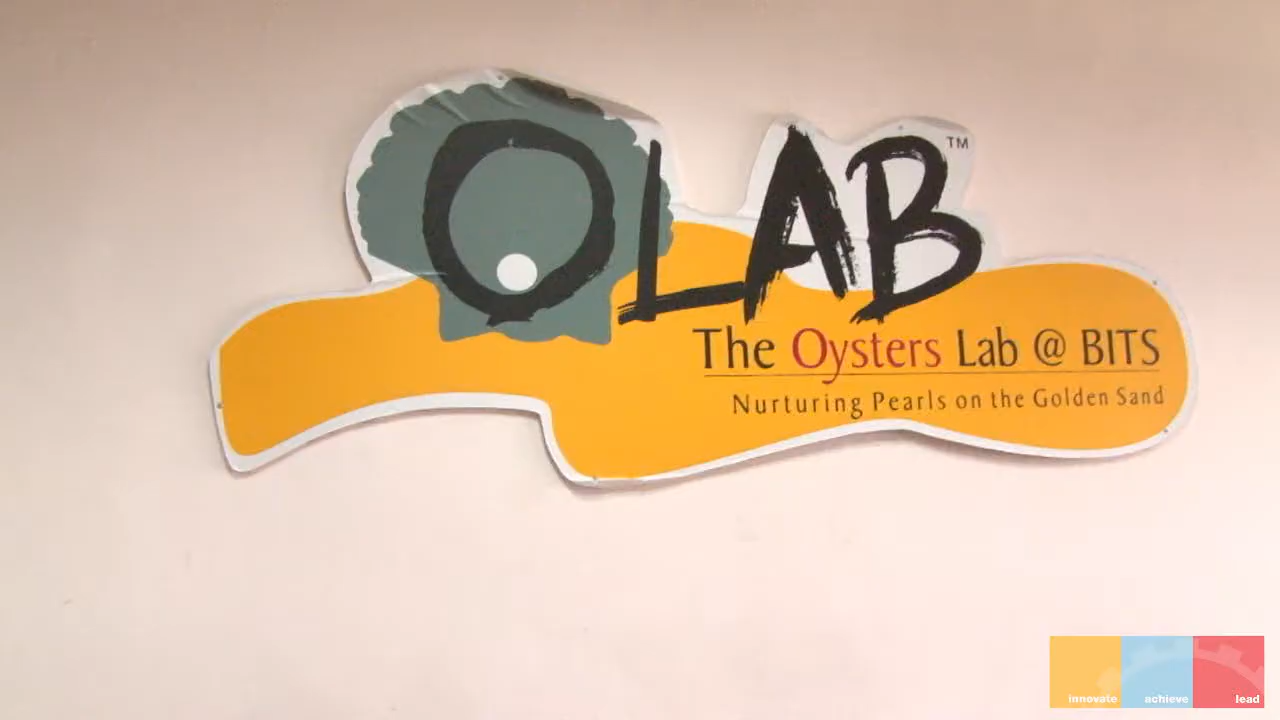 OLAB™
The Oysters Lab @ BITS
Nurturing Pearls on the Golden Sand
innovate achieve lead